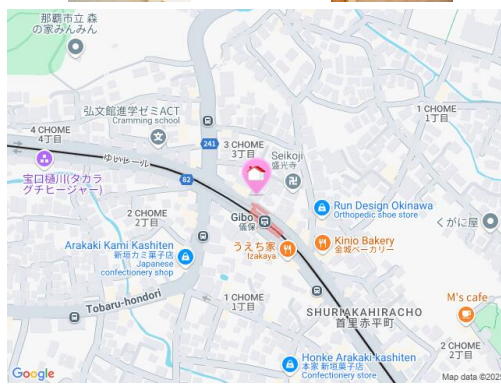 那覇市立 森
の家みんみん
弘文館進学ゼミACT
Cramming school
4 CHOME
4丁目
宝口樋川(タカラ
グチヒージャー)
ゆいレール
241
82
3 CHOME
3丁目
Seikoji
盛光寺
1 CHOME
1丁目
Run Design Okinawa
Orthopedic shoe store
くがに屋
2 CHOME
2丁目
Gibo
儀保
うえち家
Izakaya
Kinjo Bakery
金城ベーカリー
Arakaki Kami Kashiten
新垣カミ菓子店
Japanese
confectionery shop
Tobaru-hondori
1 CHOME
1丁目
SHURIAKAHIRACHO
首里赤平町
M's cafe
2 CHOME
2丁目
Honke Arakaki kashiten
本家 新垣菓子店
Confectionery store
Google
Map data ©2025